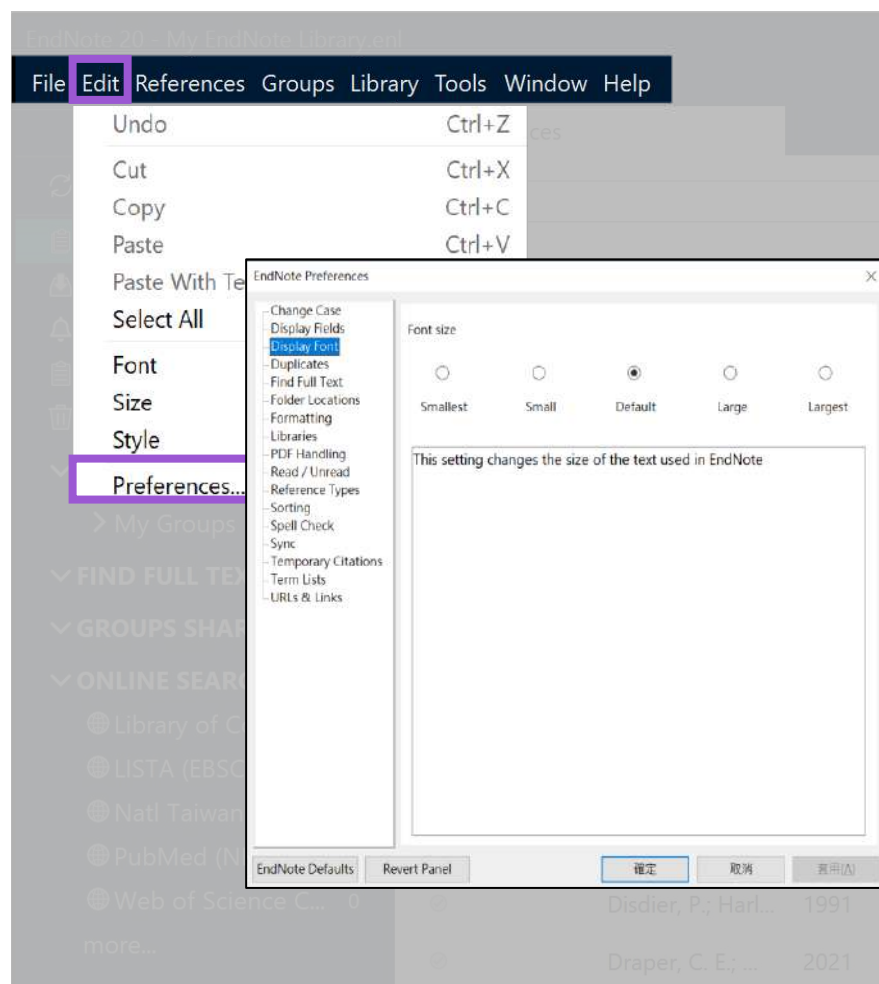 EndNote 20 - My EndNote Library.enl
File Edit References Groups Library Tools Window Help
Undo Ctrl+Z
ces
Cut Ctrl+X
Copy Ctrl+C
Paste Ctrl+V
Paste With Te
Select All
Font
Size
Style
Preferences...
EndNote Preferences
Change Case
Display Fields
Display Font
Duplicates
Find Full Text
Folder Locations
Formatting
Libraries
PDF Handling
Read / Unread
Reference Types
Sorting
Spell Check
Sync
Temporary Citations
Term Lists
URLs & Links
Font size
Smallest Small Default Large Largest
This setting changes the size of the text used in EndNote
EndNote Defaults Revert Panel 確定 取消 套用(A)
My Groups
FIND FULL TEX
GROUPS SHAR
ONLINE SEARC
Library of Co
LISTA (EBSC
Natl Taiwan
PubMed (NL
Web of Science C... 0
more...
Disdier, P.; Harl... 1991
Draper, C. E.; ... 2021